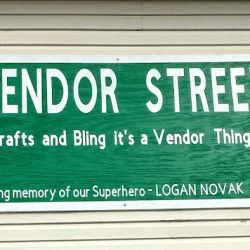 ENDOR STREE
rafts and Bling it's a Vendor Thing
ng memory of our Superhero - LOGAN NOVAK